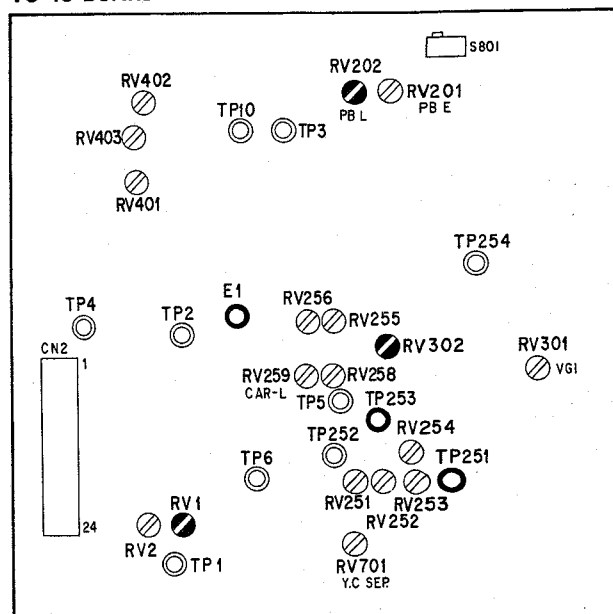 S801
RV402
RV202
RV201
PB L
PB E
TP10
TP3
RV403
RV401
TP254
E1
TP4
TP2
RV256
RV255
RV302
RV301
VGI
CN2
1
RV259
RV258
CAR-L
TP5
TP253
RV254
TP252
TP251
TP6
RV251
RV253
RV252
24
RV1
RV2
TP1
RV701
Y.C SEP.